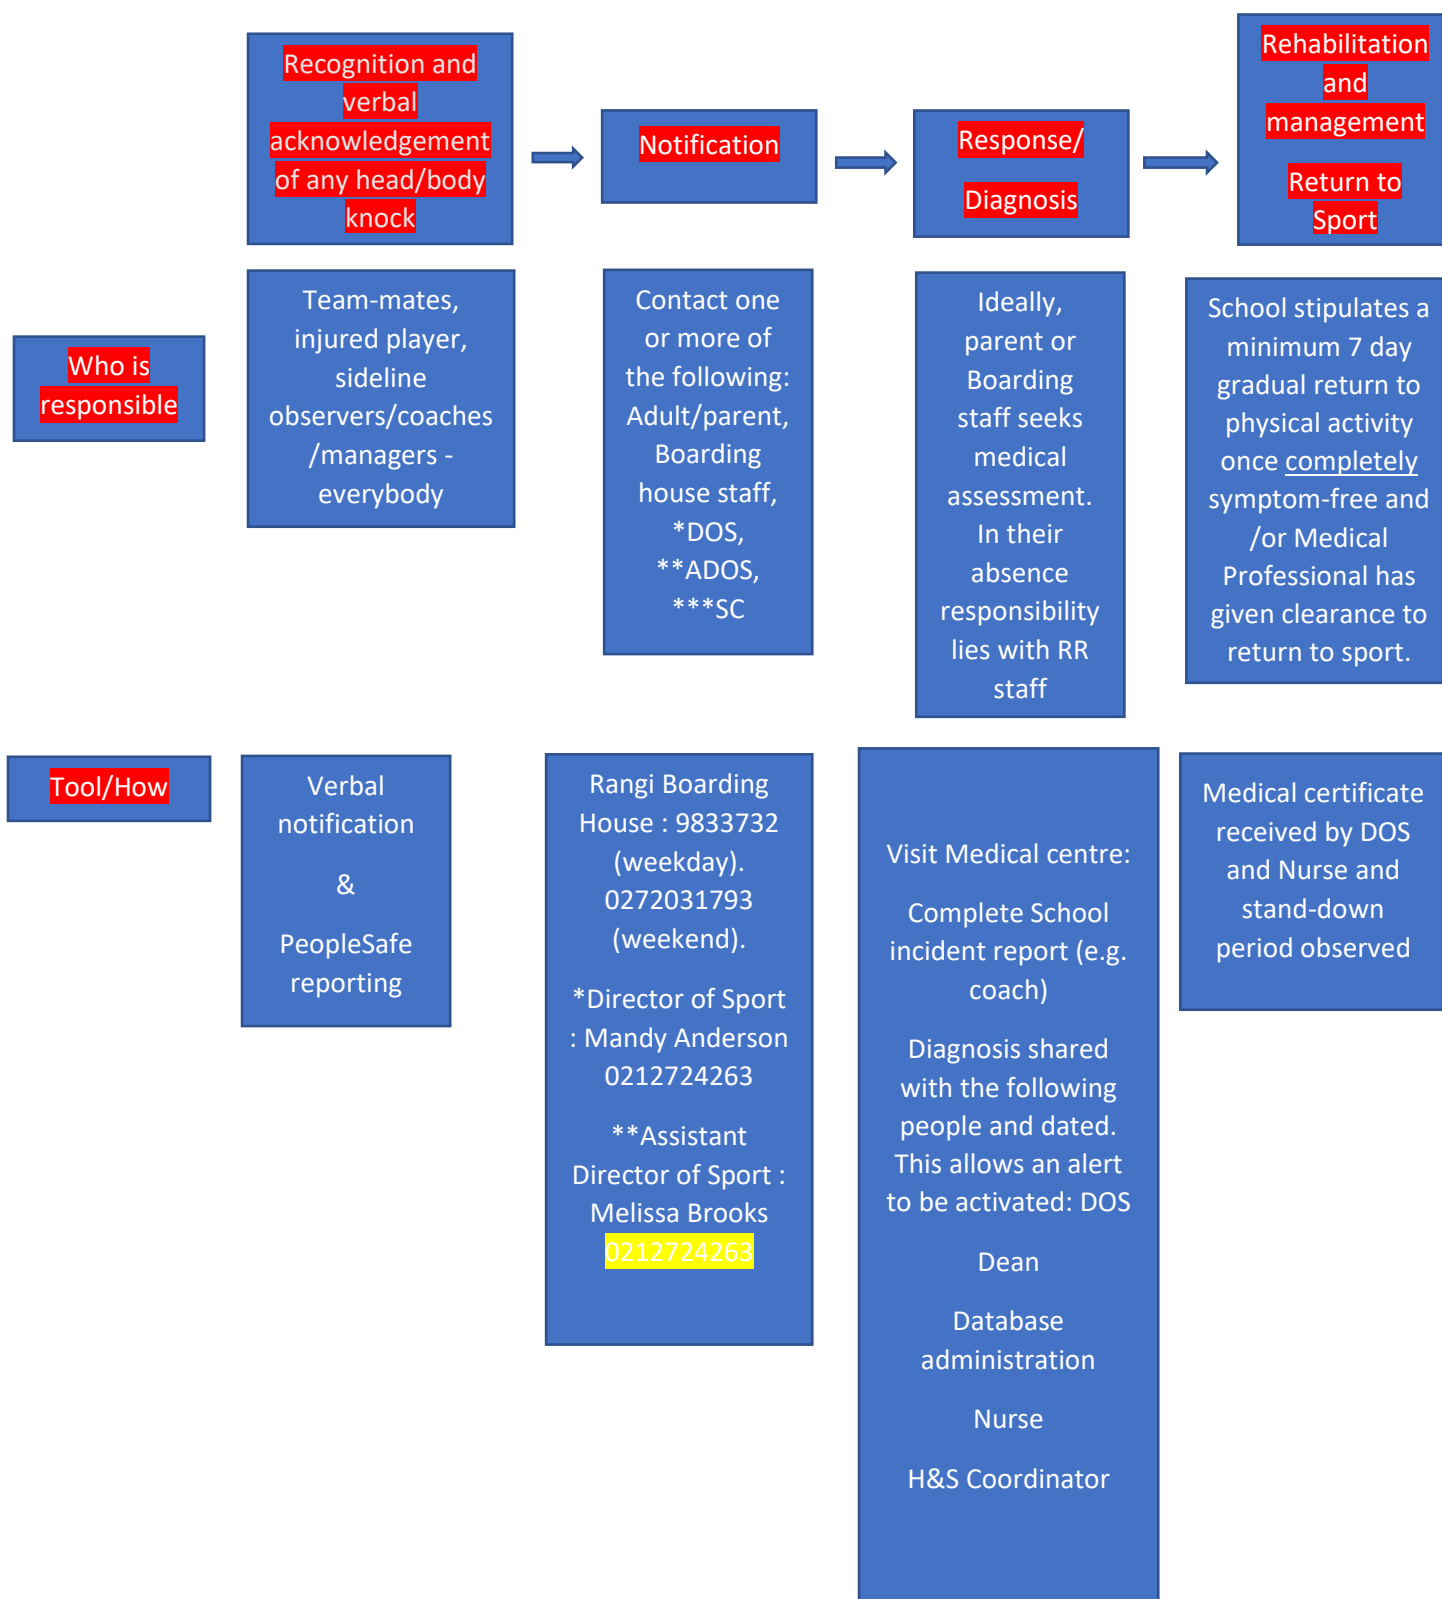 Recognition and
verbal
acknowledgement
of any head/body
knock
Notification
Response/
Diagnosis
Rehabilitation
and
management
Return to
Sport
Who is
responsible
Team-mates,
injured player,
sideline
observers/coaches
/managers -
everybody
Contact one
or more of
the following:
Adult/parent,
Boarding
house staff,
*DOS,
**ADOS,
***SC
Ideally,
parent or
Boarding
staff seeks
medical
assessment.
In their
absence
responsibility
lies with RR
staff
School stipulates a
minimum 7 day
gradual return to
physical activity
once completely
symptom-free and
/or Medical
Professional has
given clearance to
return to sport.
Tool/How
Verbal
notification
&
PeopleSafe
reporting
Rangi Boarding
House : 9833732
(weekday).
0272031793
(weekend).
*Director of Sport
: Mandy Anderson
0212724263
**Assistant
Director of Sport :
Melissa Brooks
0212724263
Visit Medical centre:
Complete School
incident report (e.g.
coach)
Diagnosis shared
with the following
people and dated.
This allows an alert
to be activated: DOS
Dean
Database
administration
Nurse
H&S Coordinator
Medical certificate
received by DOS
and Nurse and
stand-down
period observed